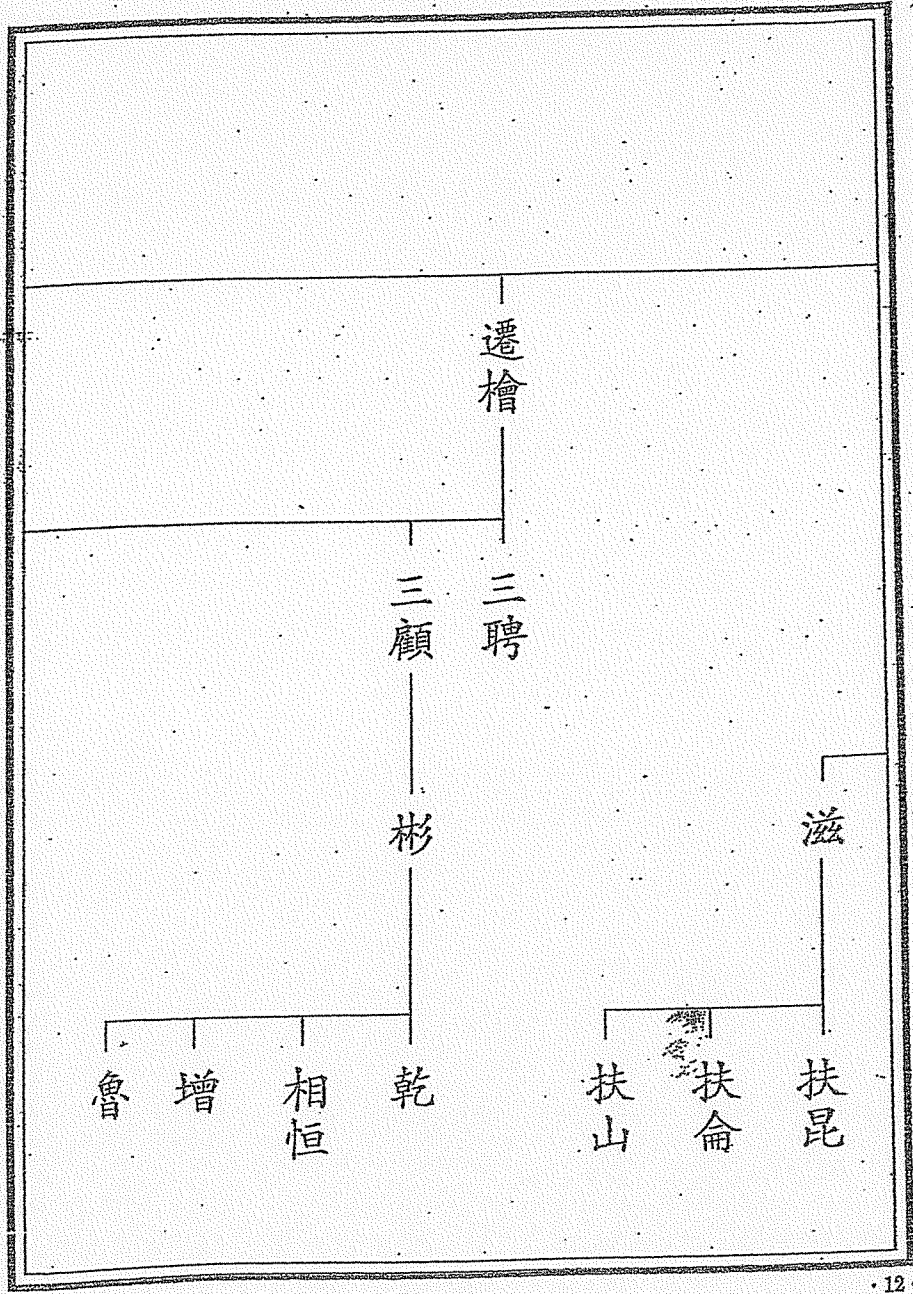 遷檜
三聘
三顧
滋
彬
扶昆
扶侖
扶山
乾
相恒
增
魯
·12·